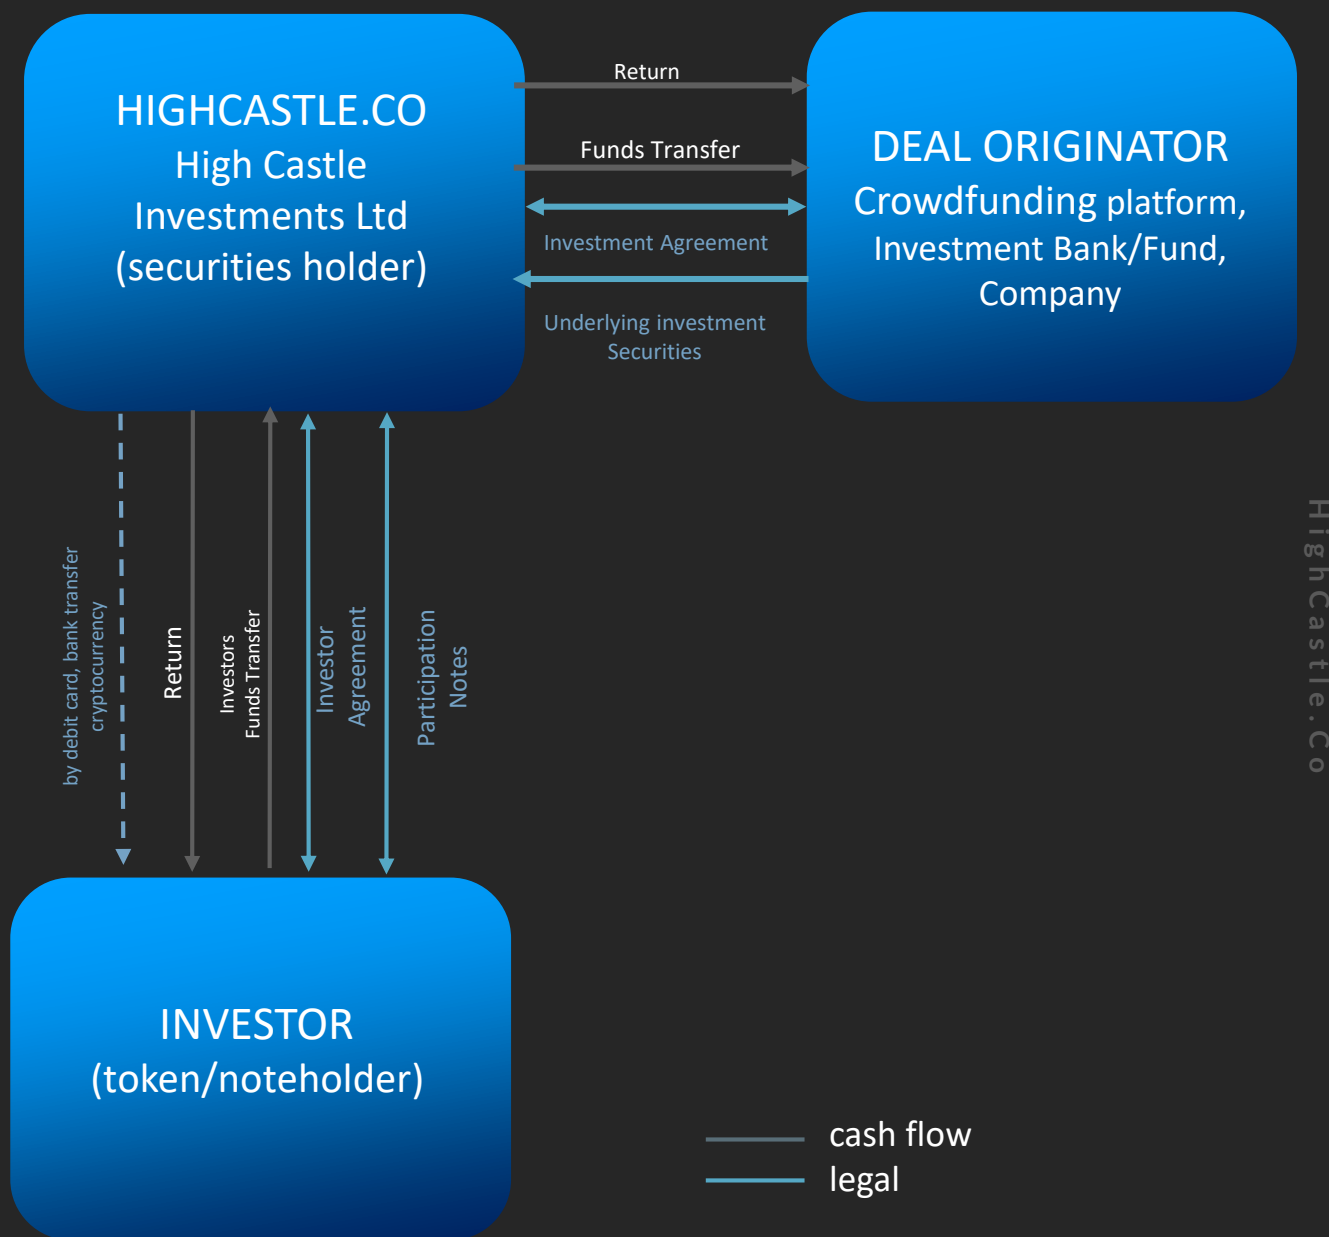 HIGHCASTLE.CO
High Castle
Investments Ltd
(securities holder)
Return
Funds Transfer
Investment Agreement
Underlying investment
Securities
DEAL ORIGINATOR
Crowdfunding platform,
Investment Bank/Fund,
Company
by debit card, bank transfer
cryptocurrency
Return
Investors
Funds Transfer
Investor
Agreement
Participation
Notes
HighCastle.Co
INVESTOR
(token/noteholder)
cash flow
legal